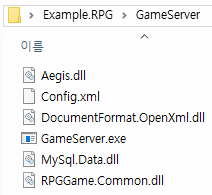 Example.RPG > GameServer
이름
Aegis.dll
Config.xml
DocumentFormat.OpenXml.dll
GameServer.exe
MySql.Data.dll
RPGGame.Common.dll